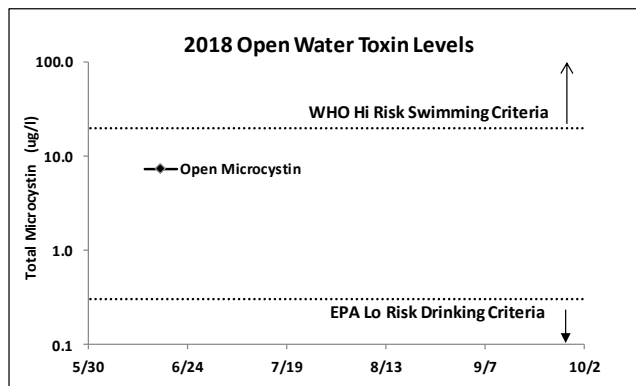 2018 Open Water Toxin Levels
100.0
WHO Hi Risk Swimming Criteria
10.0
Open Microcystin
Total Microcystin (ug/l)
1.0
EPA Lo Risk Drinking Criteria
0.1
5/30 6/24 7/19 8/13 9/7 10/2